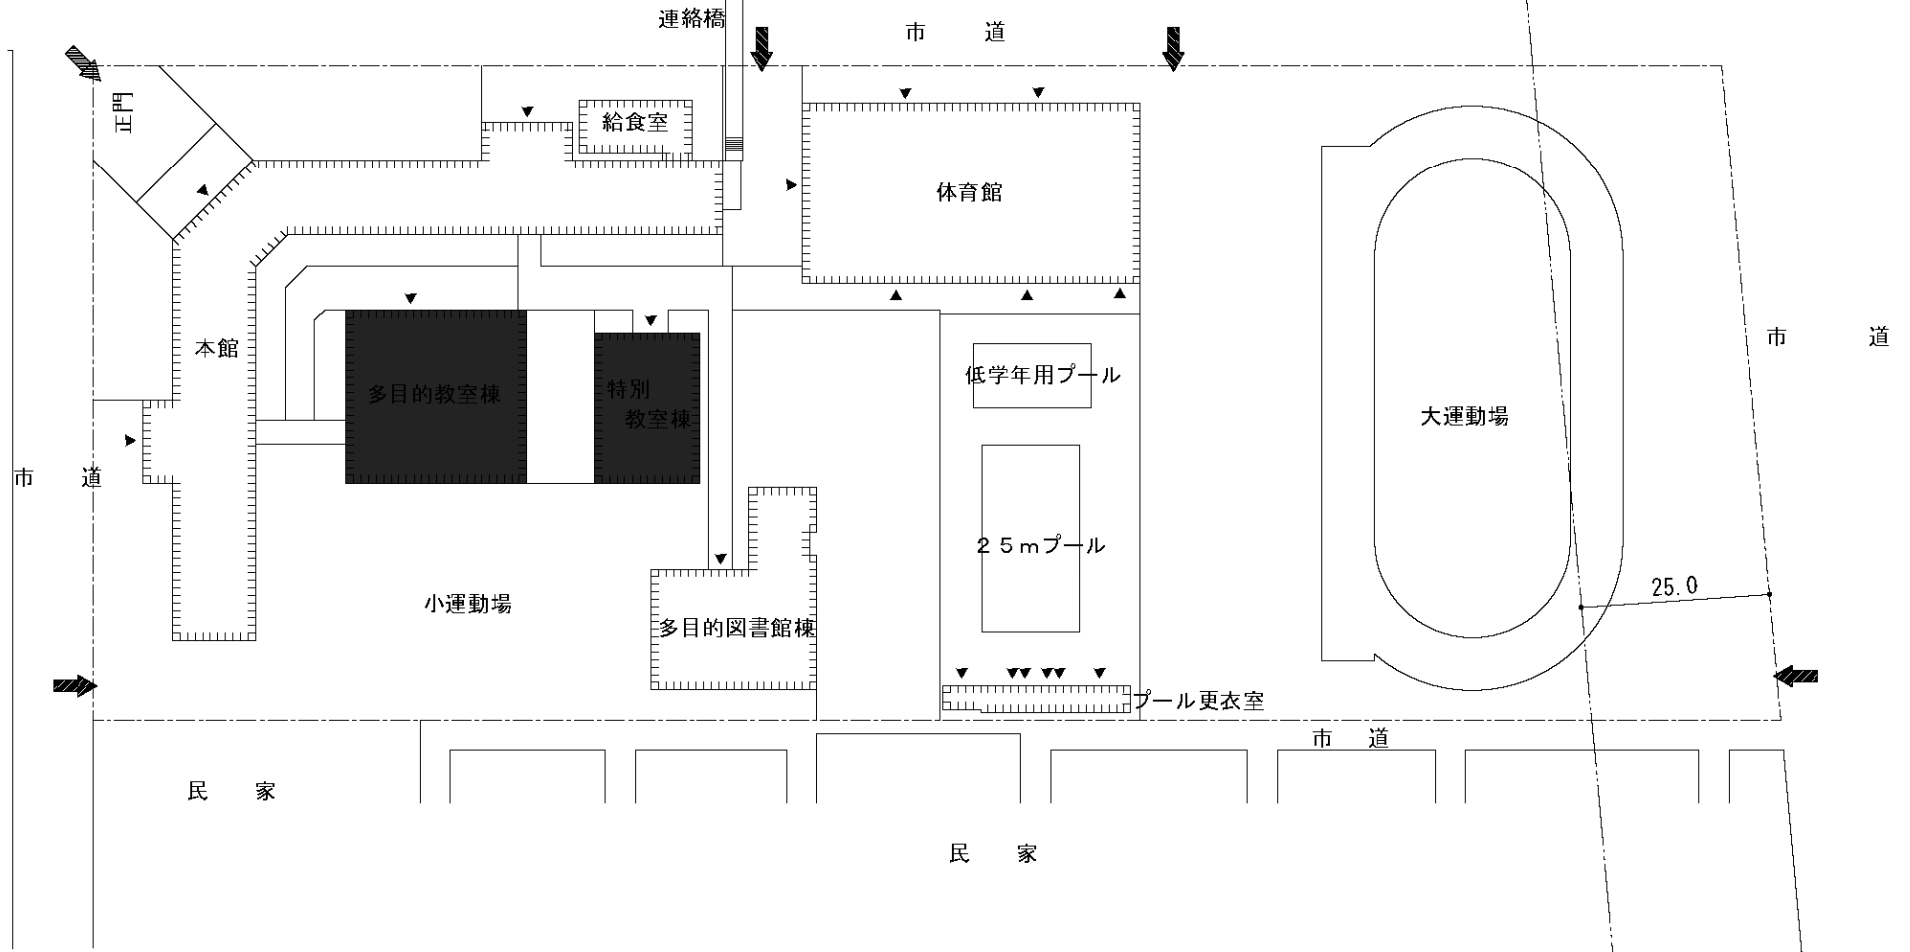 連絡橋
市 道
正門
給食室
体育館
本館
市 道
低学年用プール
多目的教室棟
特別
教室棟
大運動場
市 道
25mプール
25.0
小運動場
多目的図書館棟
プール更衣室
市 道
民 家
民 家